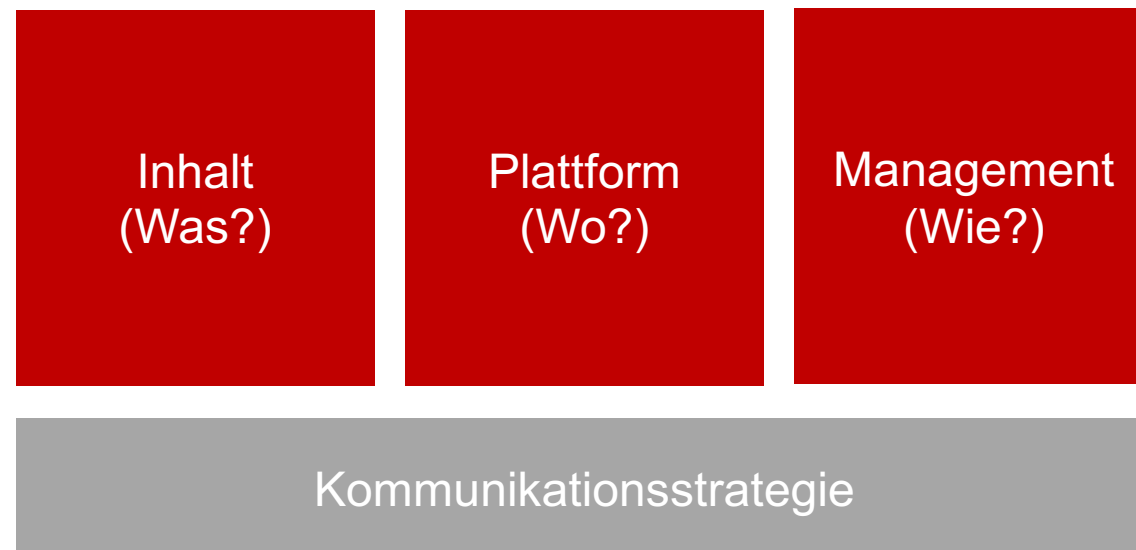 Inhalt
(Was?)
Plattform
(Wo?)
Management
(Wie?)
Kommunikationsstrategie